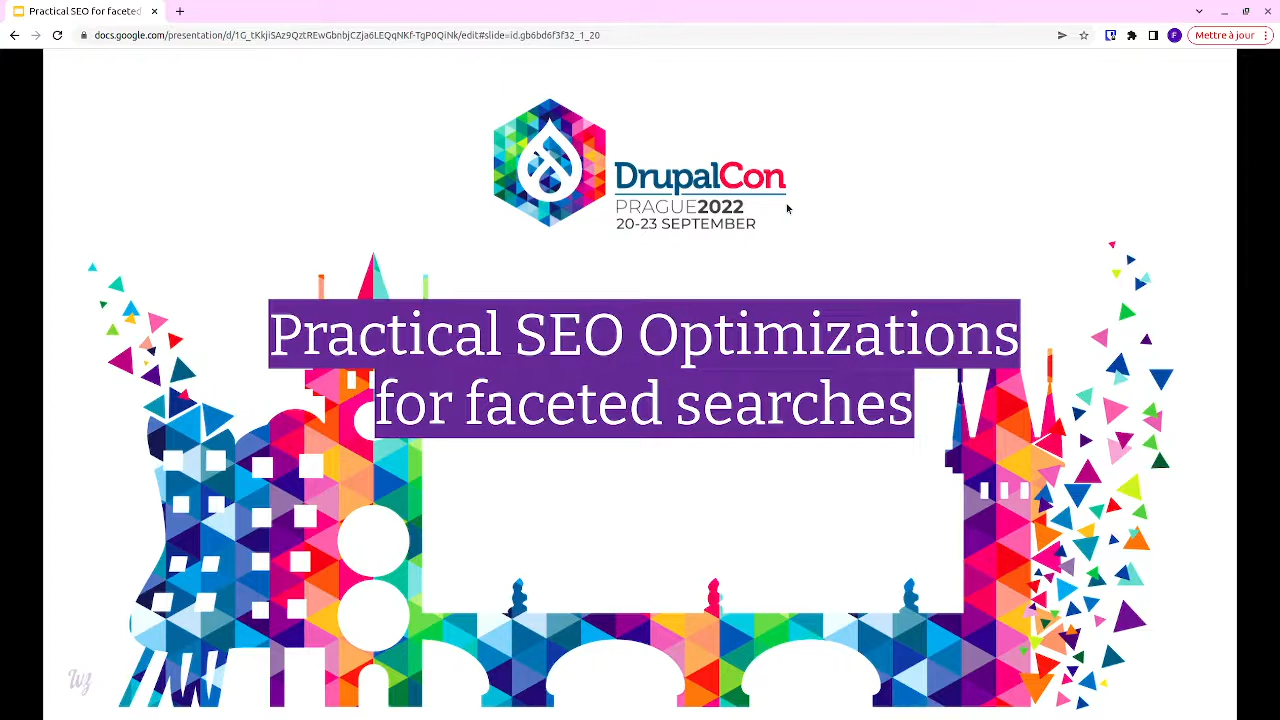 Practical SEO for faceted
docs.google.com/presentation/d/1G_tKkjiSAz9QztREwGbnbjCZja6LEQqNKf-TgP0QiNk/edit#slide=id.gb6bd6f3f32_1_20
F
Mettre à jour
DrupalCon
PRAGUE2022
20-23 SEPTEMBER
Practical SEO Optimizations
for faceted searches